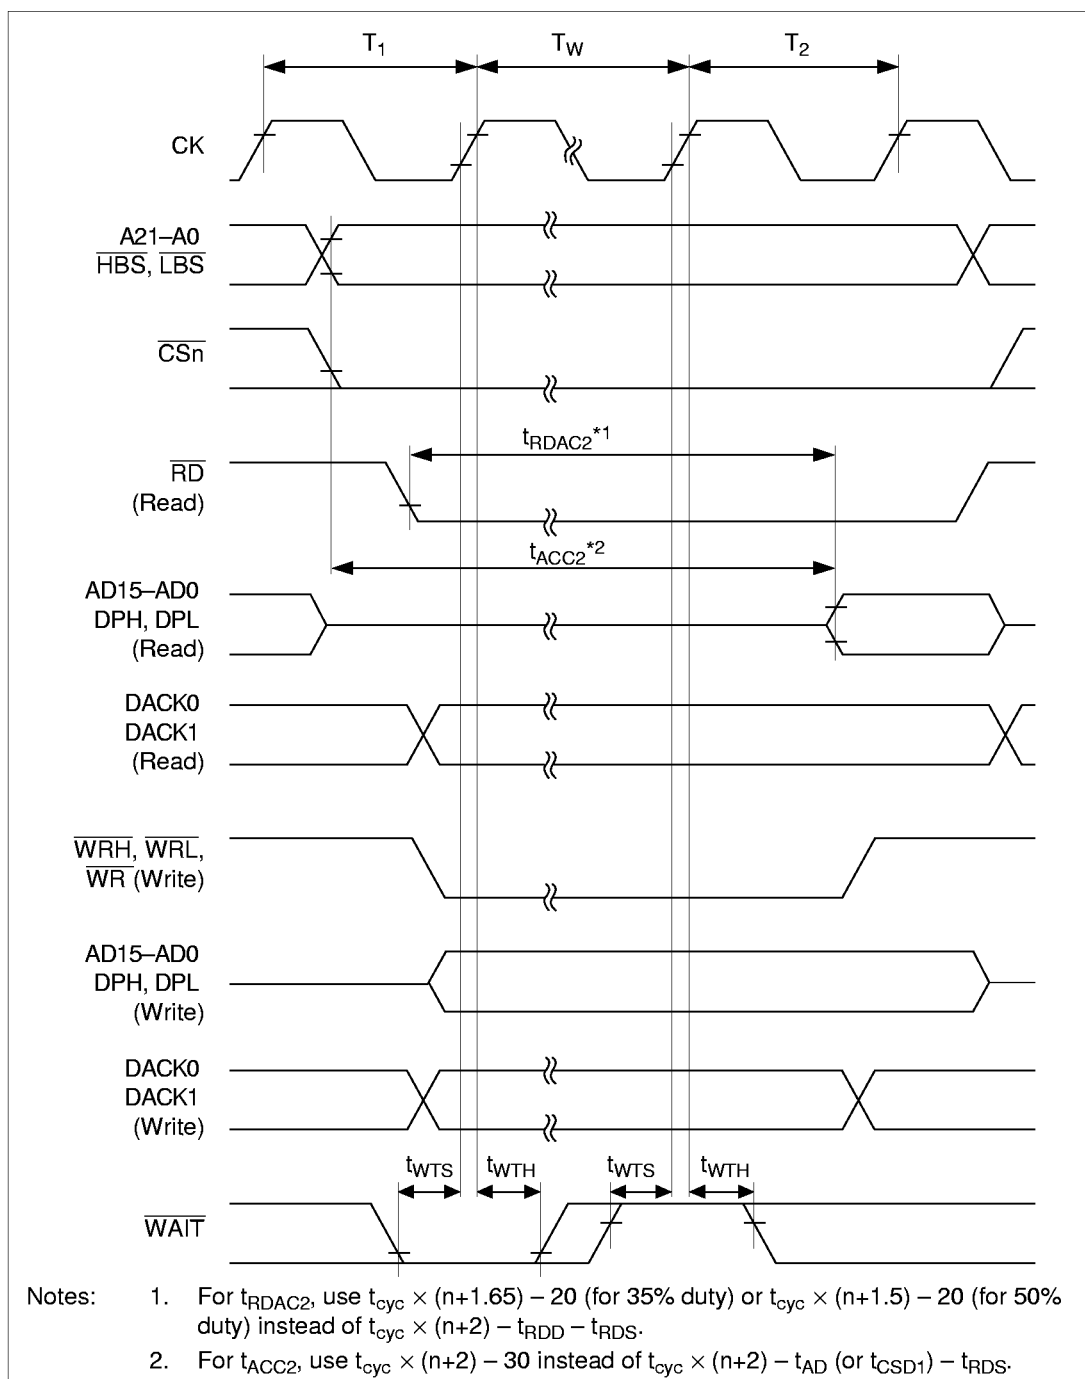 T1 TW T2
CK
A21–A0
HBS, LBS
CSn
tRDAC2*1
RD
(Read)
tACC2*2
AD15–AD0
DPH, DPL
(Read)
DACK0
DACK1
(Read)
WRH, WRL,
WR (Write)
AD15–AD0
DPH, DPL
(Write)
DACK0
DACK1
(Write)
tWTS tWTH tWTS tWTH
WAIT
Notes: 1. For tRDAC2, use tcyc × (n+1.65) – 20 (for 35% duty) or tcyc × (n+1.5) – 20 (for 50%
duty) instead of tcyc × (n+2) – tRDD – tRDS.
2. For tACC2, use tcyc × (n+2) – 30 instead of tcyc × (n+2) – tAD (or tCSD1) – tRDS.